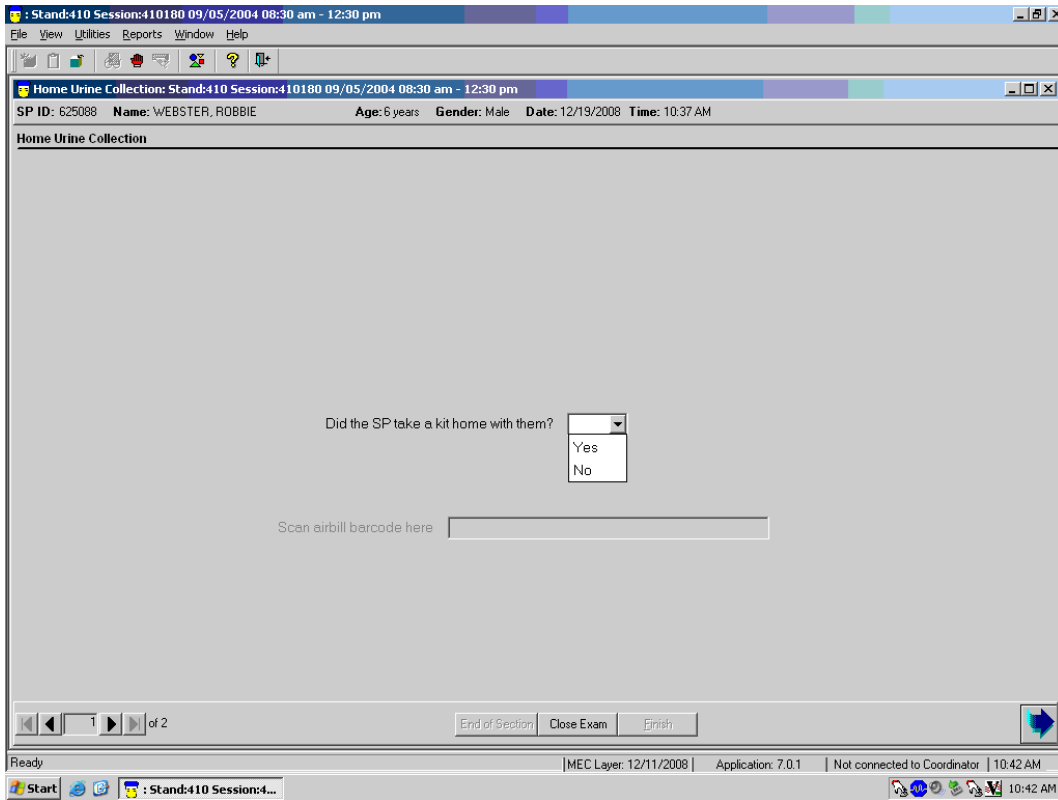 : Stand:410 Session:410180 09/05/2004 08:30 am - 12:30 pm
File View Utilities Reports Window Help
Home Urine Collection: Stand:410 Session:410180 09/05/2004 08:30 am - 12:30 pm
SP ID: 625088 Name: WEBSTER, ROBBIE Age: 6 years Gender: Male Date: 12/19/2008 Time: 10:37 AM
Home Urine Collection
Did the SP take a kit home with them?
Yes
No
Scan airbill barcode here
1 of 2 End of Section Close Exam Finish
Ready MEC Layer: 12/11/2008 Application: 7.0.1 Not connected to Coordinator 10:42 AM
Start : Stand:410 Session:4... 10:42 AM